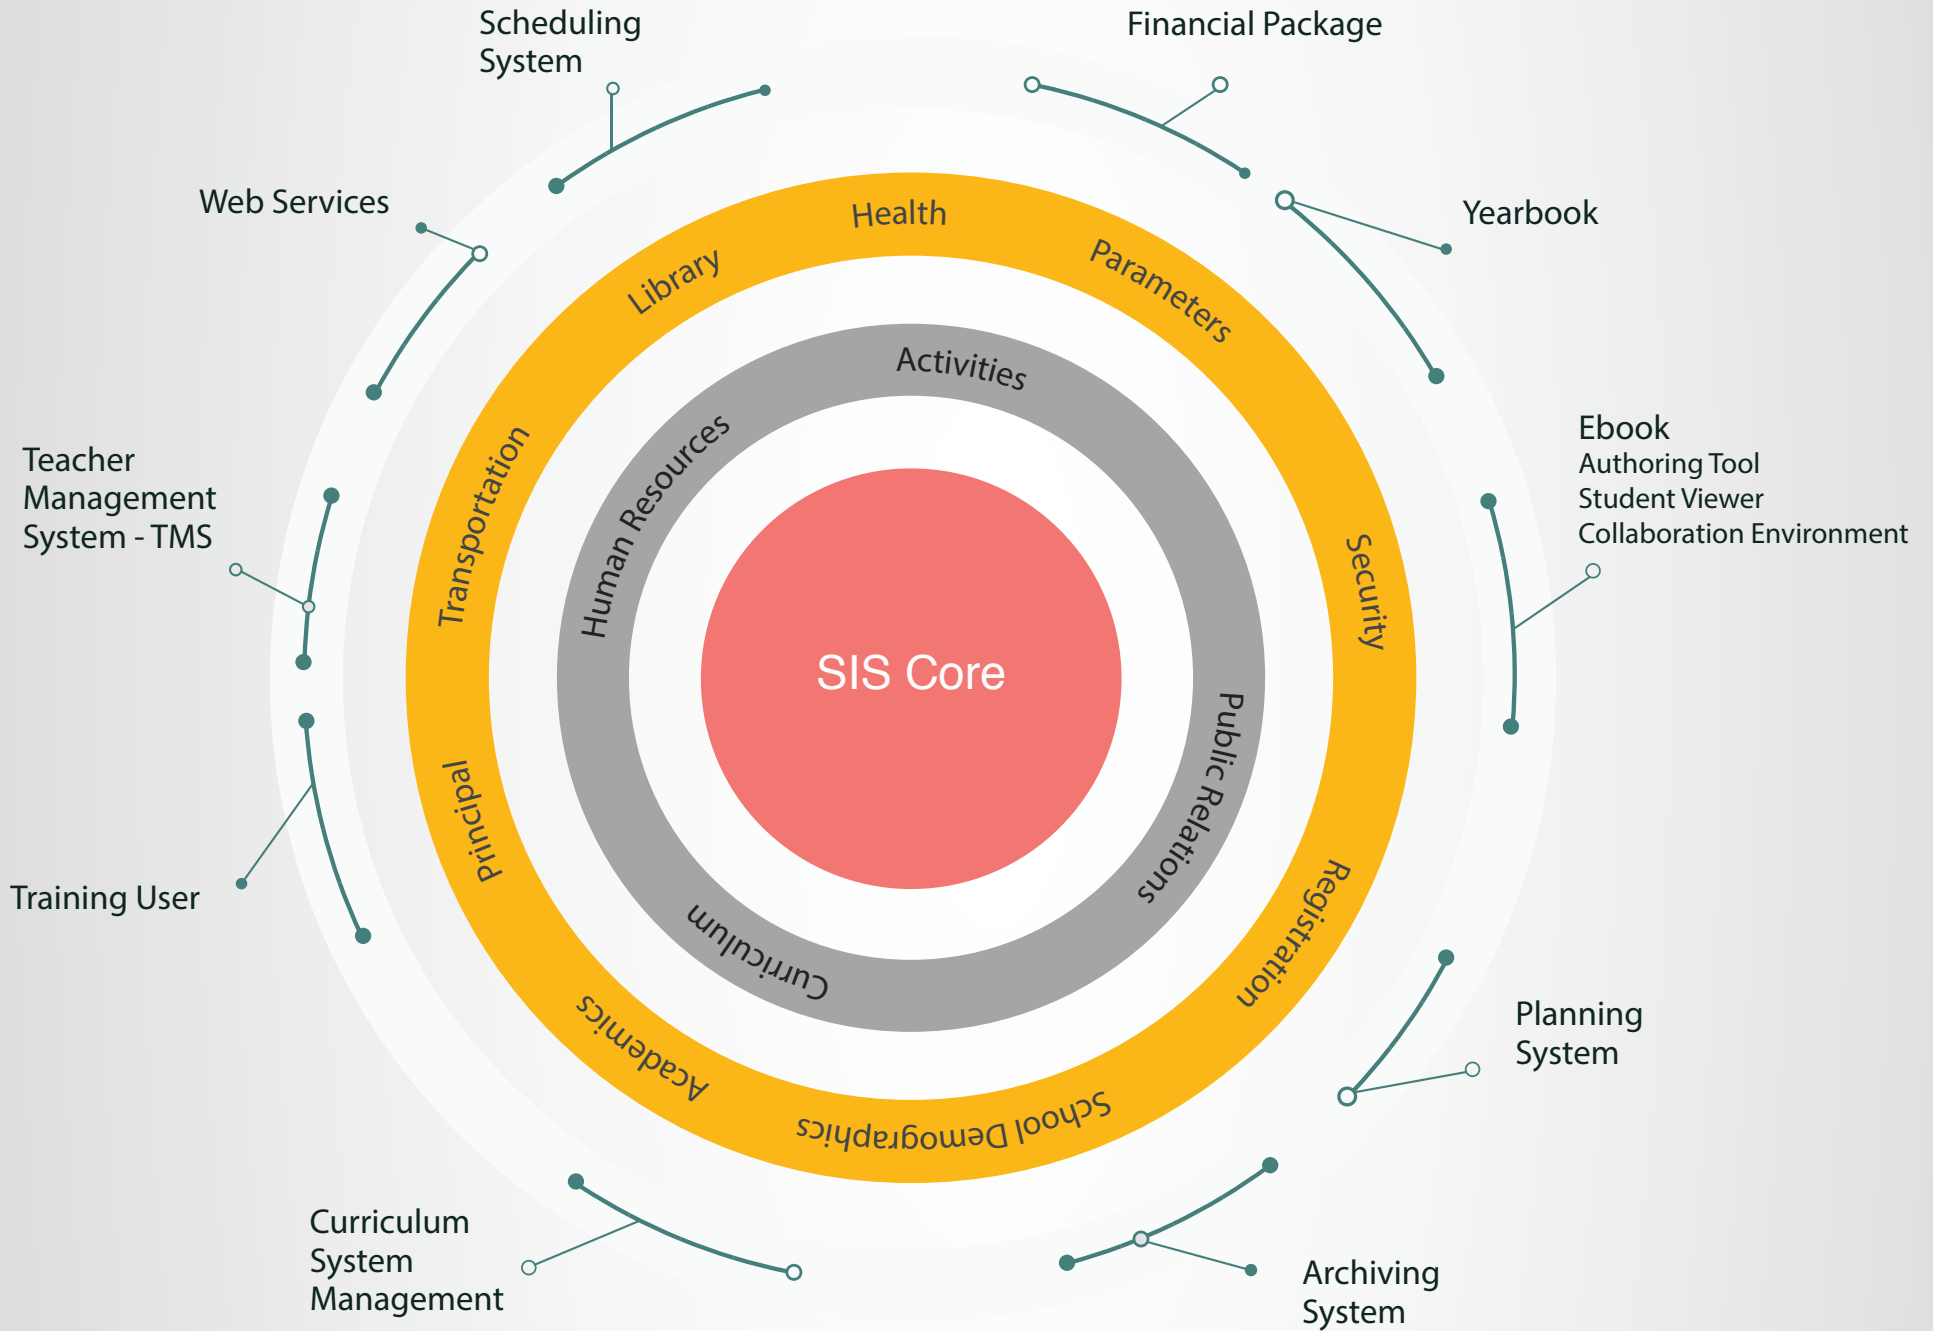 Scheduling
System
Financial Package
Web Services
Yearbook
Health
Library
Parameters
Activities
Human Resources
Transportation
Teacher
Management
System - TMS
Ebook
Authoring Tool
Student Viewer
Collaboration Environment
Security
SIS Core
Public Relations
Principal
Training User
Curriculum
Registration
Academics
School Demographics
Planning
System
Curriculum
System
Management
Archiving
System